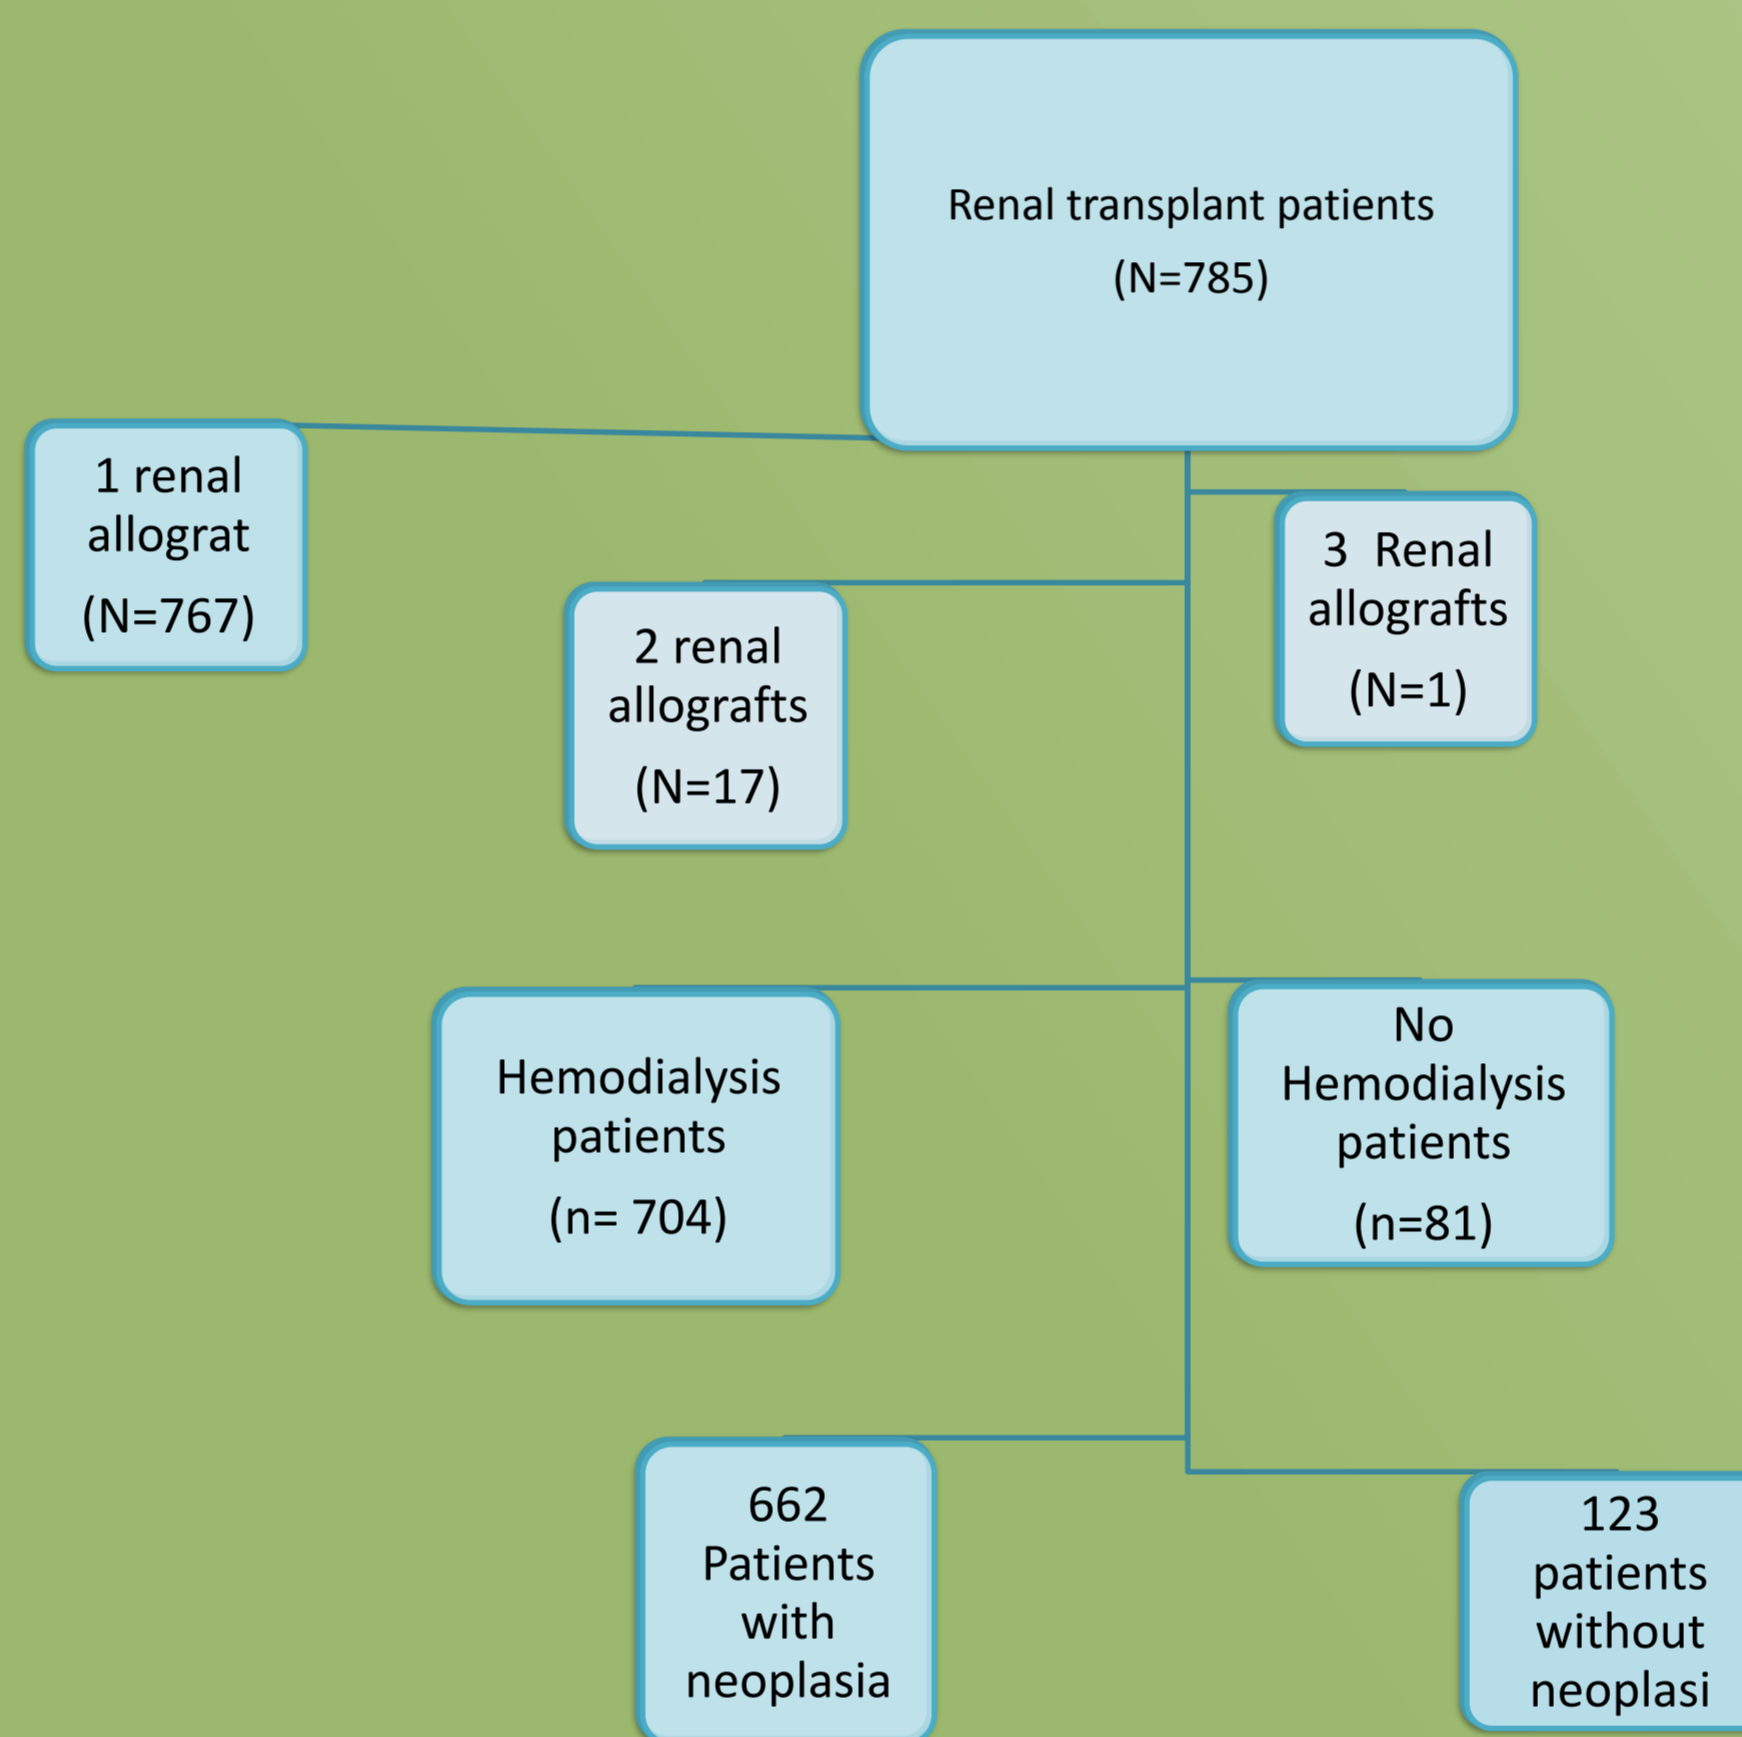 Renal transplant patients
(N=785)
1 renal
allograt
(N=767)
3  Renal
allografts
(N=1)
2 renal
allografts
(N=17)
Hemodialysis
patients
(n= 704)
No
Hemodialysis
patients
(n=81)
662
Patients
with
neoplasia
123
patients
without
neoplasi